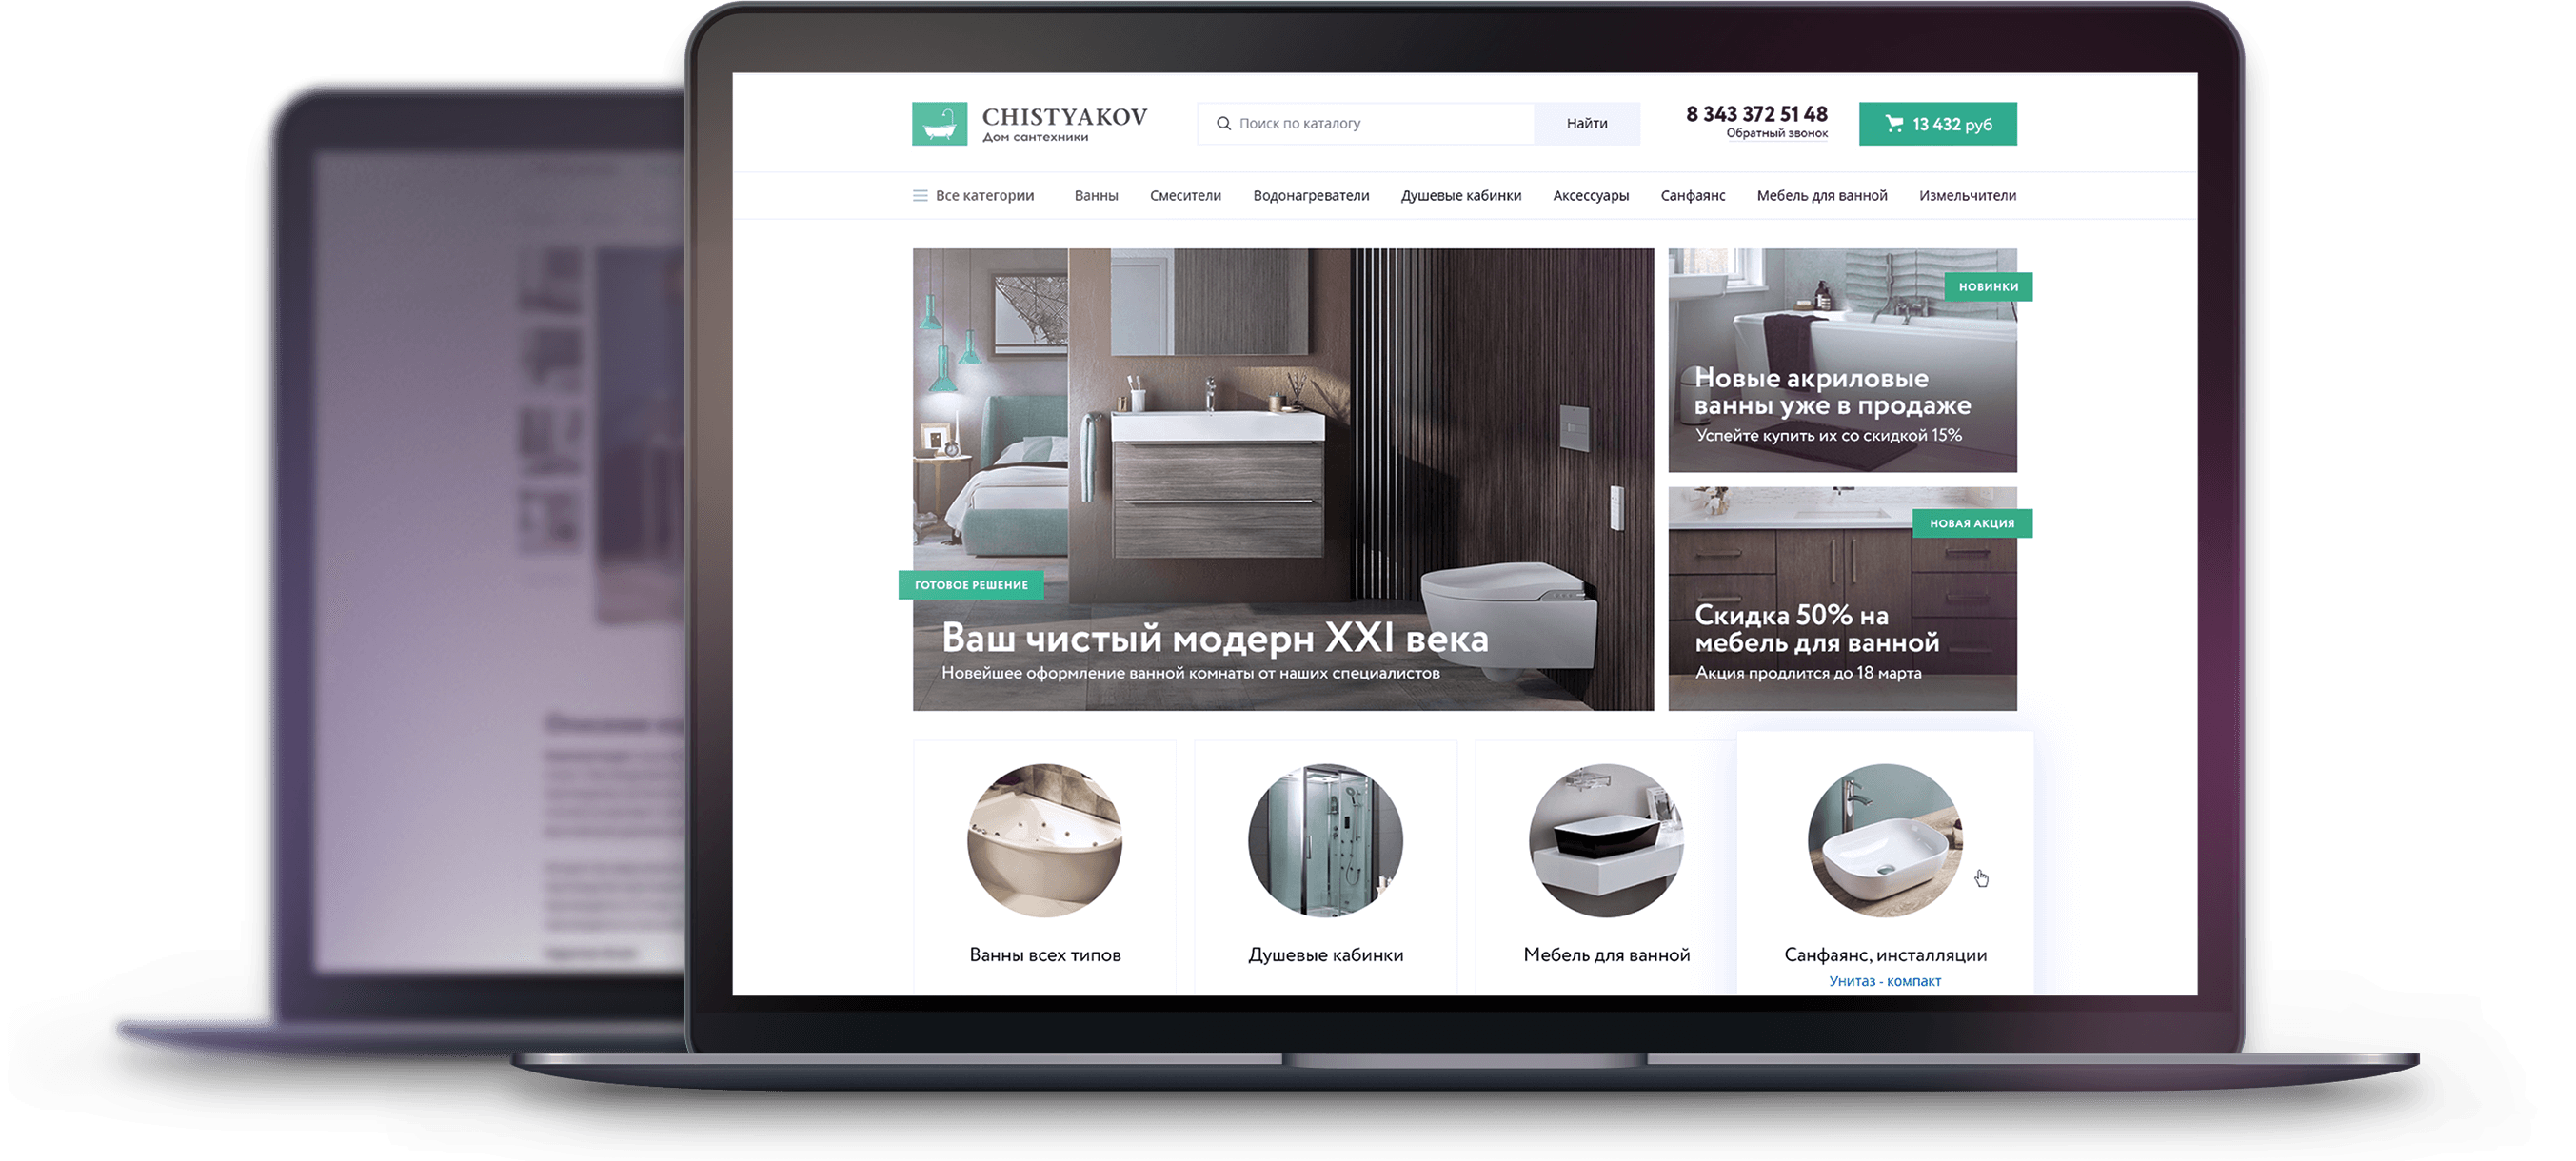 CHISTYAKOV
Дом сантехники
Поиск по каталогу
Найти
8 343 372 51 48
Обратный звонок
13 432 руб
Все категории
Ванны
Смесители
Водонагреватели
Душевые кабинки
Аксессуары
Санфаянс
Мебель для ванной
Измельчители
ГОТОВОЕ РЕШЕНИЕ
Ваш чистый модерн XXI века
Новейшее оформление ванной комнаты от наших специалистов
НОВИНКИ
Новые акриловые
ванны уже в продаже
Успейте купить их со скидкой 15%
НОВАЯ АКЦИЯ
Скидка 50% на
мебель для ванной
Акция продлится до 18 марта
Ванны всех типов
Душевые кабинки
Мебель для ванной
Санфаянс, инсталляции
Унитаз - компакт